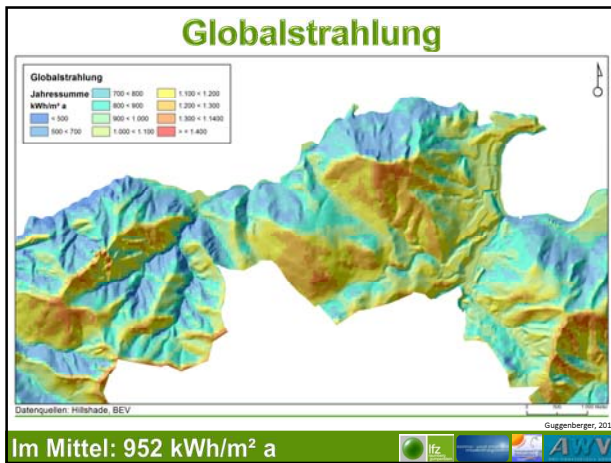 Globalstrahlung
Globalstrahlung
Jahressumme
kWh/m² a
< 500
500 < 700
700 < 800
800 < 900
900 < 1.000
1.000 < 1.100
1.100 < 1.200
1.200 < 1.300
1.300 < 1.1400
> = 1.400
Datenquellen: Hillshade, BEV
Guggenberger, 201
Im Mittel: 952 kWh/m² a
lfz
AWV